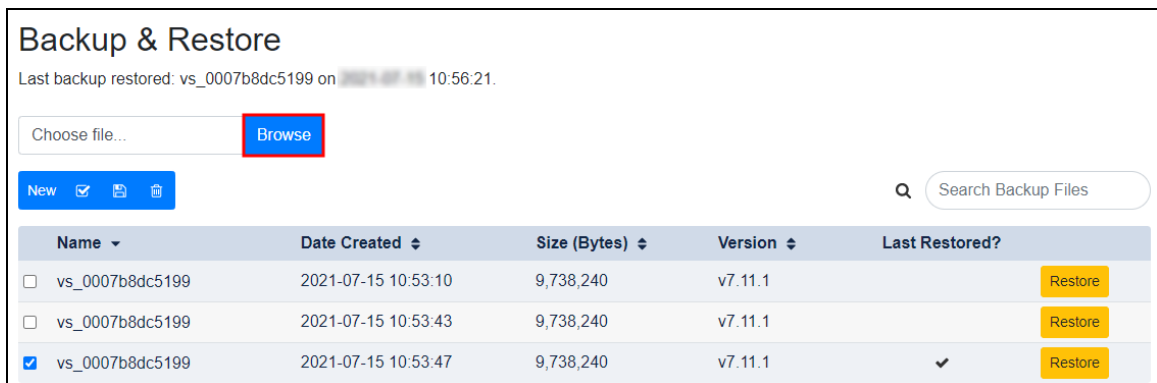 Backup & Restore
Last backup restored: vs_0007b8dc5199 on 10:56:21.
Choose file... Browse
New Search Backup Files
Name Date Created Size (Bytes) Version Last Restored?
vs_0007b8dc5199 2021-07-15 10:53:10 9,738,240 v7.11.1 Restore
vs_0007b8dc5199 2021-07-15 10:53:43 9,738,240 v7.11.1 Restore
vs_0007b8dc5199 2021-07-15 10:53:47 9,738,240 v7.11.1 Restore